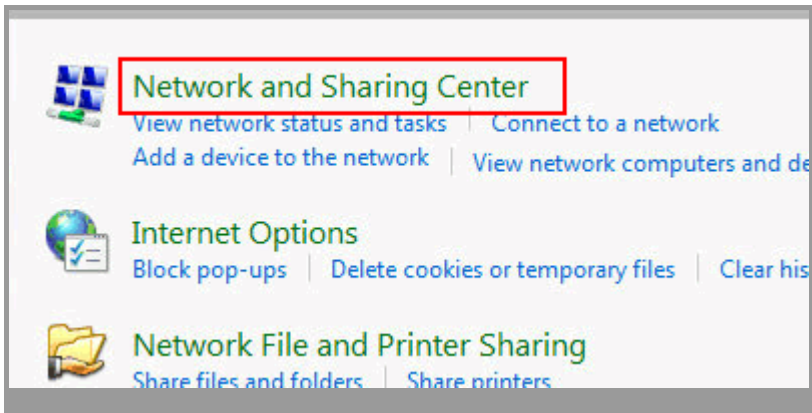 Network and Sharing Center
View network status and tasks | Connect to a network
Add a device to the network | View network computers and de
Internet Options
Block pop-ups | Delete cookies or temporary files | Clear his
Network File and Printer Sharing
Share files and folders | Share printers